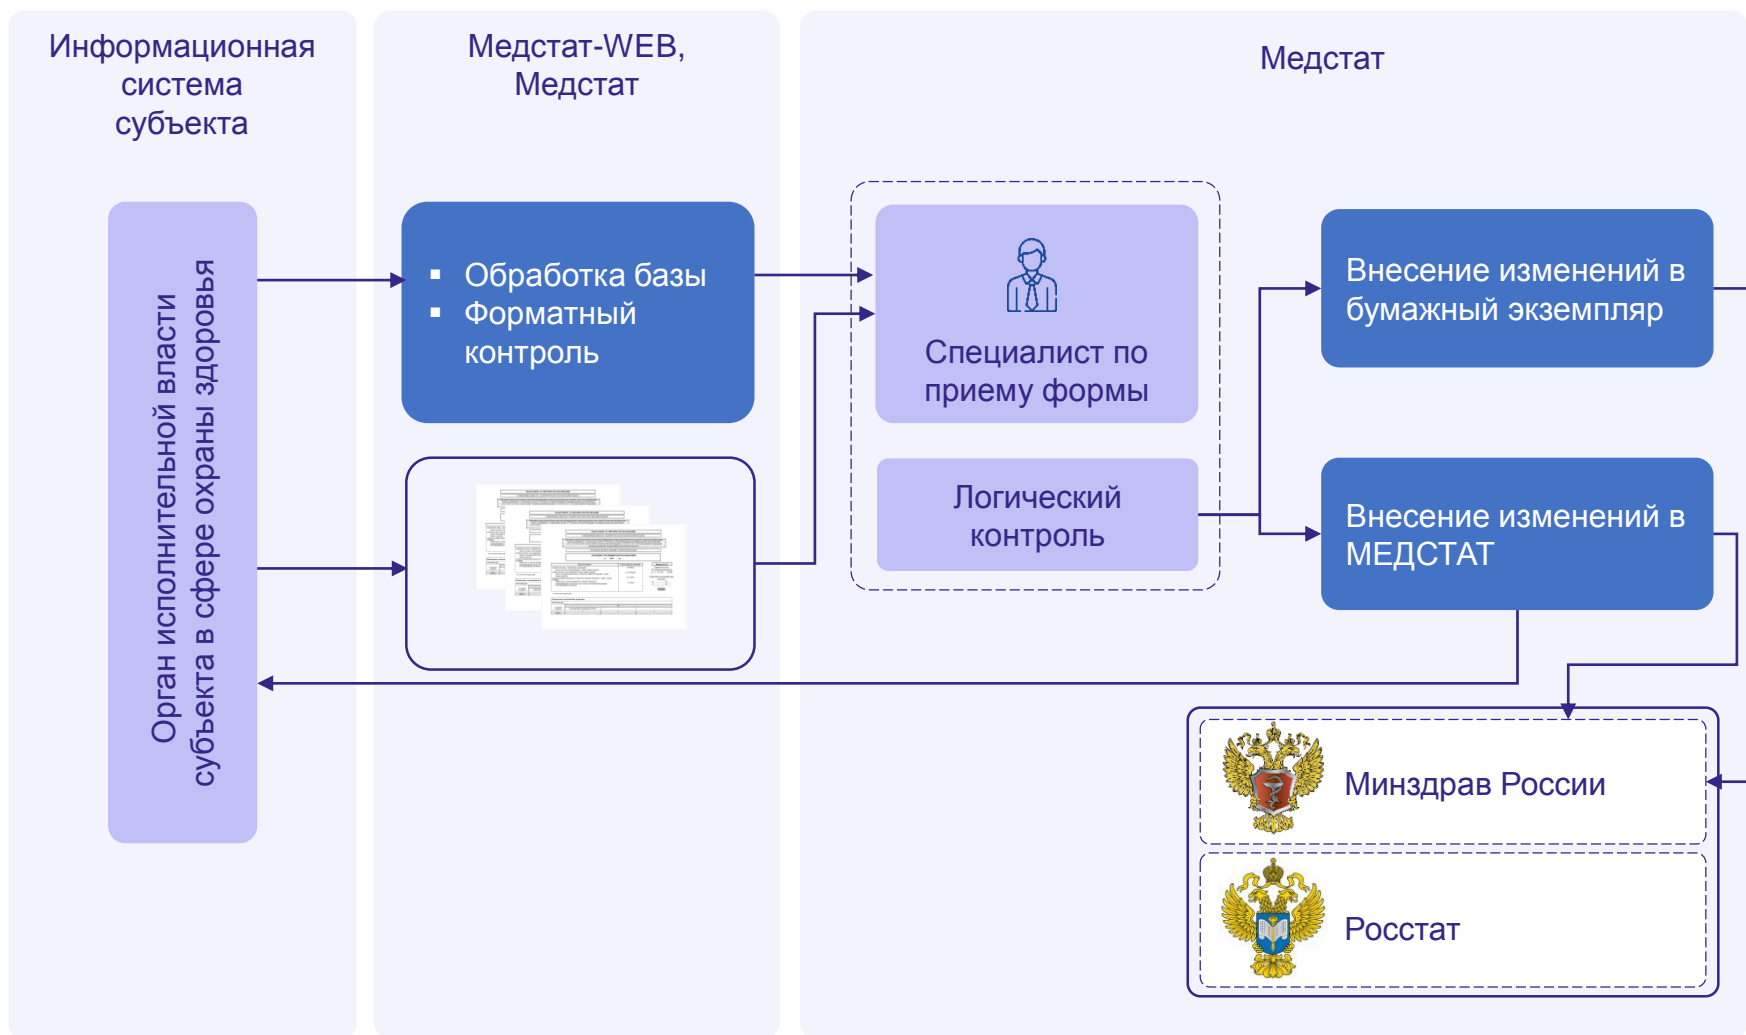 Информационная
система
субъекта
Медстат-WEB,
Медстат
Медстат
Орган исполнительной власти
субъекта в сфере охраны здоровья
▪ Обработка базы
▪ Форматный
контроль
Специалист по
приему формы
Логический
контроль
Внесение изменений в
бумажный экземпляр
Внесение изменений в
МЕДСТАТ
Минздрав России
Росстат